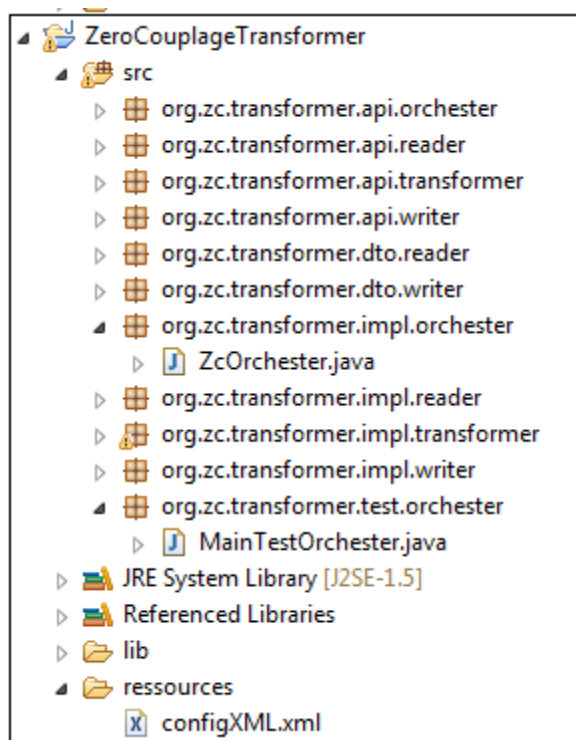 ZeroCouplageTransformer
src
org.zc.transformer.api.orchester
org.zc.transformer.api.reader
org.zc.transformer.api.transformer
org.zc.transformer.api.writer
org.zc.transformer.dto.reader
org.zc.transformer.dto.writer
org.zc.transformer.impl.orchester
ZcOrchester.java
org.zc.transformer.impl.reader
org.zc.transformer.impl.transformer
org.zc.transformer.impl.writer
org.zc.transformer.test.orchester
MainTestOrchester.java
JRE System Library [J2SE-1.5]
Referenced Libraries
lib
ressources
configXML.xml